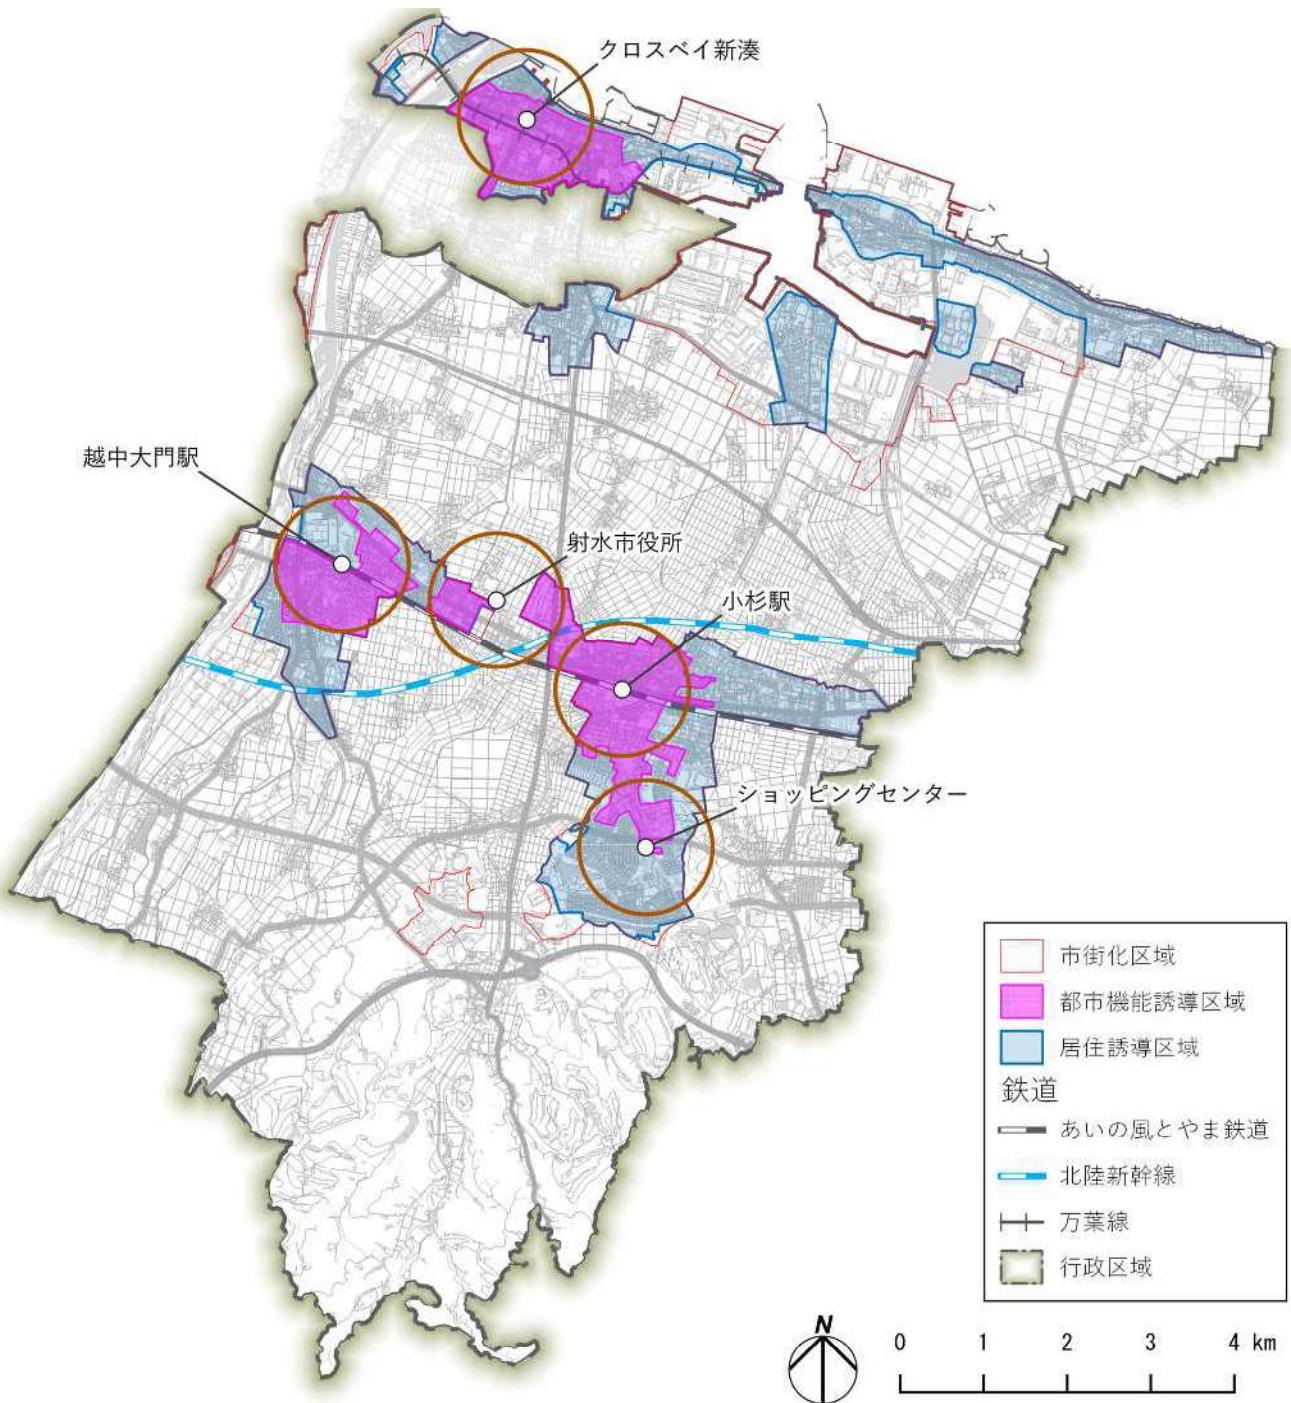 クロスベイ新湊
越中大門駅
射水市役所
小杉駅
ショッピングセンター
市街化区域
都市機能誘導区域
居住誘導区域
鉄道
あいの風とやま鉄道
北陸新幹線
万葉線
行政区域
N
0 1 2 3 4 km